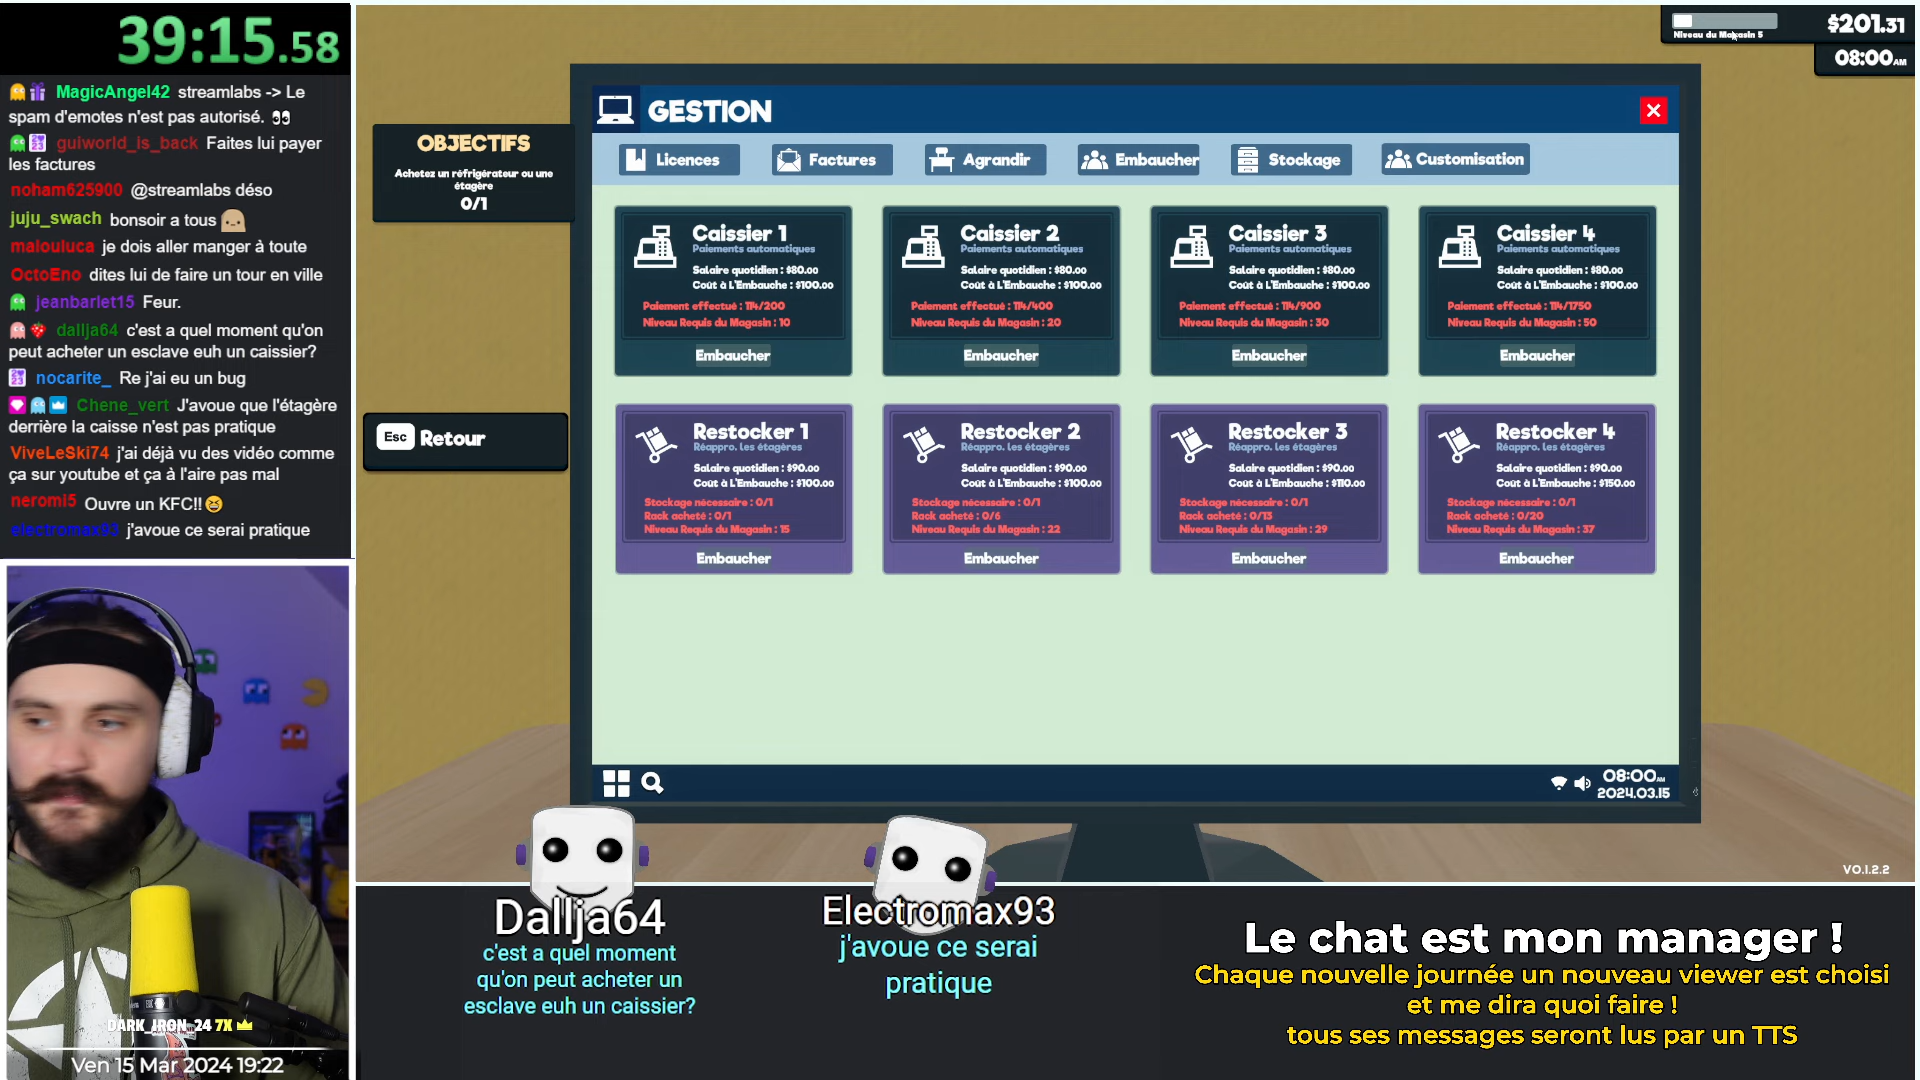 39:15.58
MagicAngel42 streamlabs -> Le
spam d'emotes n'est pas autorisé.
guiworld_is_back Faites lui payer
les factures
noham625900 @streamlabs déso
juju_swach bonsoir a tous
malouluca je dois aller manger à toute
OctoEno dites lui de faire un tour en ville
jeanbarlet15 Feur.
dallja64 c'est a quel moment qu'on
peut acheter un esclave euh un caissier?
nocarite_ Re j'ai eu un bug
Chene_vert J'avoue que l'étagère
derrière la caisse n'est pas pratique
ViveLeSki74 j'ai déjà vu des vidéo comme
ça sur youtube et ça à l'aire pas mal
neromi5 Ouvre un KFC!!
electromax93 j'avoue ce serai pratique
DARK_IRON_24 7X
Ven 15 Mar 2024 19:22
OBJECTIFS
Achetez un réfrigérateur ou une
étagère
0/1
Esc Retour
Niveau du Magasin 5
$201.31
08:00 AM
GESTION
X
Licences
Factures
Agrandir
Embaucher
Stockage
Customisation
Caissier 1
Paiements automatiques
Salaire quotidien : $80.00
Coût à L'Embauche : $100.00
Paiement effectué : 114/200
Niveau Requis du Magasin : 10
Embaucher
Caissier 2
Paiements automatiques
Salaire quotidien : $80.00
Coût à L'Embauche : $100.00
Paiement effectué : 114/400
Niveau Requis du Magasin : 20
Embaucher
Caissier 3
Paiements automatiques
Salaire quotidien : $80.00
Coût à L'Embauche : $100.00
Paiement effectué : 114/900
Niveau Requis du Magasin : 30
Embaucher
Caissier 4
Paiements automatiques
Salaire quotidien : $80.00
Coût à L'Embauche : $100.00
Paiement effectué : 114/1750
Niveau Requis du Magasin : 50
Embaucher
Restocker 1
Réappro. les étagères
Salaire quotidien : $90.00
Coût à L'Embauche : $100.00
Stockage nécessaire : 0/1
Rack acheté : 0/1
Niveau Requis du Magasin : 15
Embaucher
Restocker 2
Réappro. les étagères
Salaire quotidien : $90.00
Coût à L'Embauche : $100.00
Stockage nécessaire : 0/1
Rack acheté : 0/6
Niveau Requis du Magasin : 22
Embaucher
Restocker 3
Réappro. les étagères
Salaire quotidien : $90.00
Coût à L'Embauche : $110.00
Stockage nécessaire : 0/1
Rack acheté : 0/13
Niveau Requis du Magasin : 29
Embaucher
Restocker 4
Réappro. les étagères
Salaire quotidien : $90.00
Coût à L'Embauche : $150.00
Stockage nécessaire : 0/1
Rack acheté : 0/20
Niveau Requis du Magasin : 37
Embaucher
08:00 AM
2024.03.15
V0.1.2.2
Dallja64
c'est a quel moment
qu'on peut acheter un
esclave euh un caissier?
Electromax93
j'avoue ce serai
pratique
Le chat est mon manager !
Chaque nouvelle journée un nouveau viewer est choisi
et me dira quoi faire !
tous ses messages seront lus par un TTS